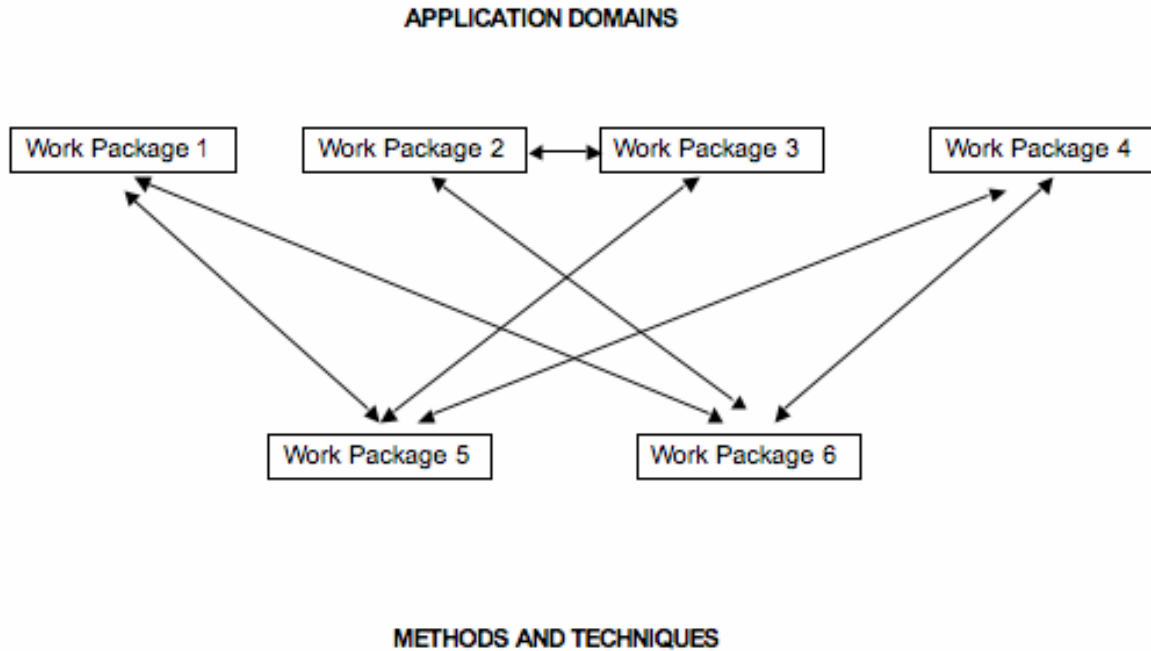 APPLICATION DOMAINS
Work Package 1
Work Package 2
Work Package 3
Work Package 4
Work Package 5
Work Package 6
METHODS AND TECHNIQUES